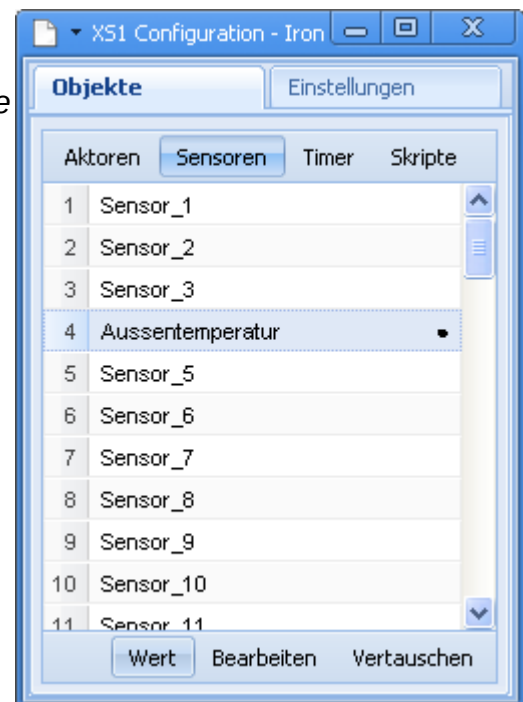 XS1 Configuration - Iron
e
Objekte Einstellungen
Aktoren Sensoren Timer Skripte
1 Sensor_1
2 Sensor_2
3 Sensor_3
4 Aussentemperatur
5 Sensor_5
6 Sensor_6
7 Sensor_7
8 Sensor_8
9 Sensor_9
10 Sensor_10
11 Sensor_11
Wert Bearbeiten Vertauschen